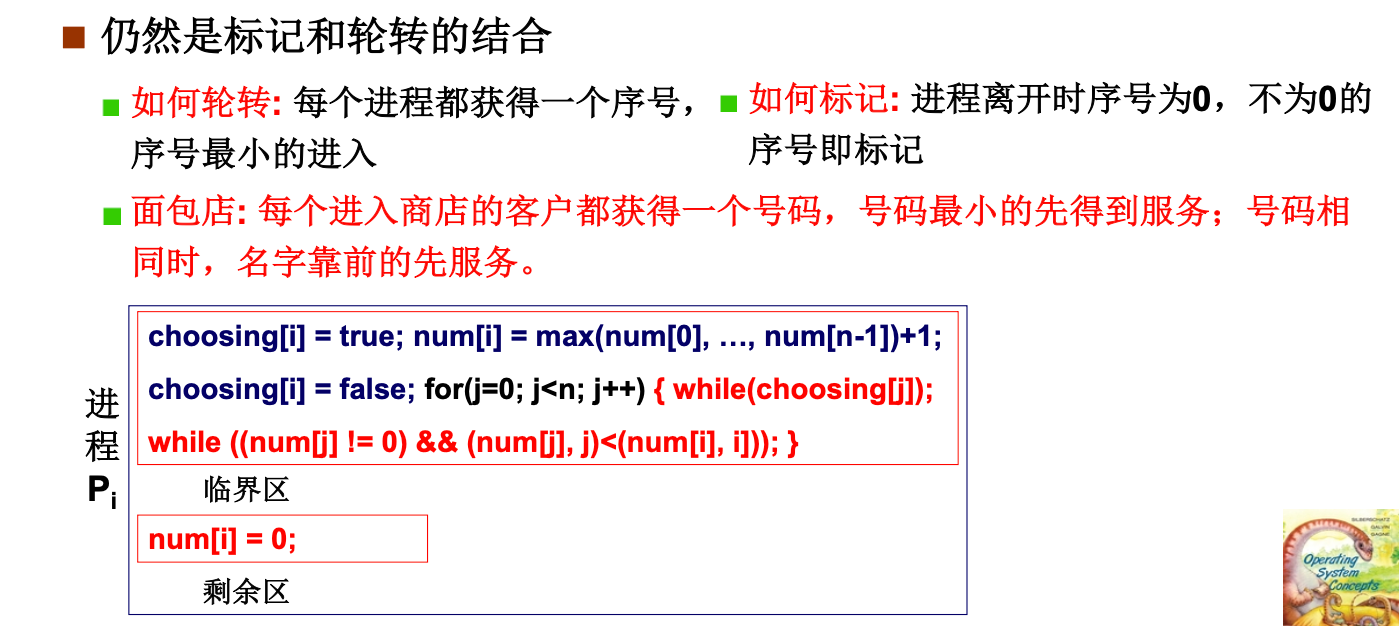 仍然是标记和轮转的结合
如何轮转: 每个进程都获得一个序号，
序号最小的进入
如何标记: 进程离开时序号为0，不为0的
序号即标记
面包店: 每个进入商店的客户都获得一个号码，号码最小的先得到服务；号码相
同时，名字靠前的先服务。
进程Pi
choosing[i] = true; num[i] = max(num[0], …, num[n-1])+1;
choosing[i] = false; for(j=0; j<n; j++) { while(choosing[j]);
while ((num[j] != 0) && (num[j], j)<(num[i], i])); }
临界区
num[i] = 0;
剩余区
SILBERSCHATZ
GALVIN
GAGNE
Operating
System
Concepts